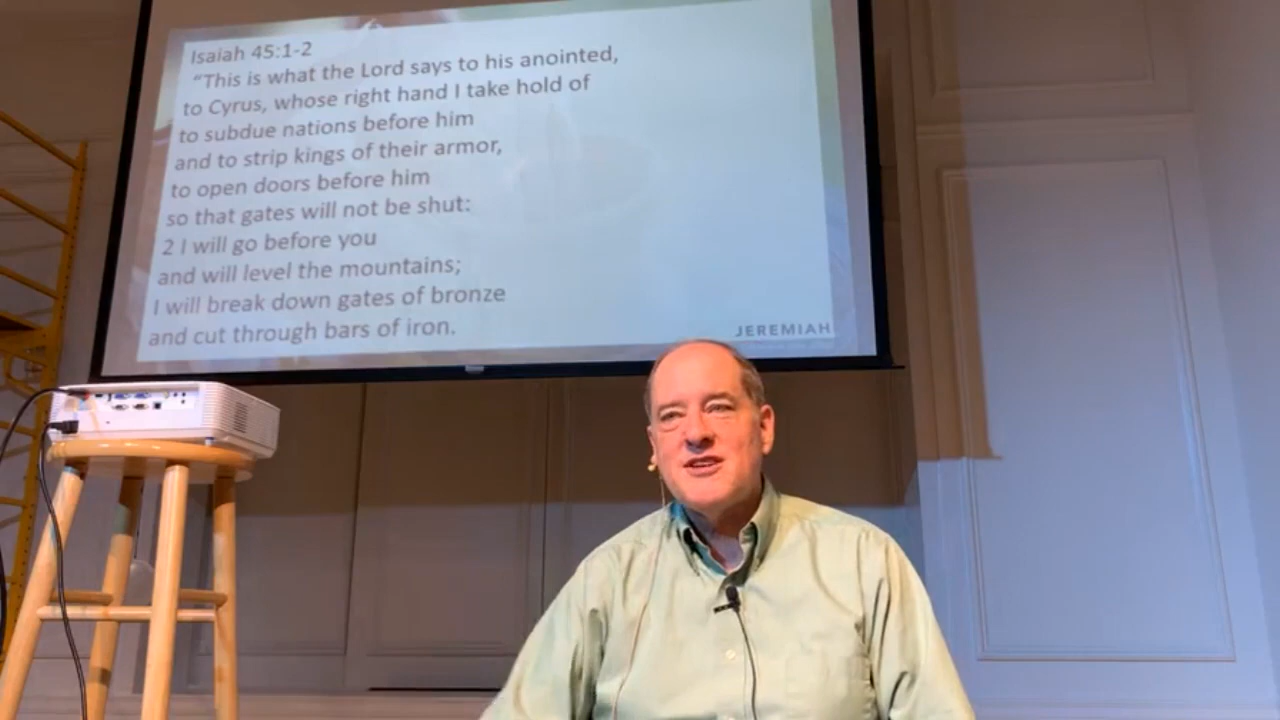 Isaiah 45:1-2
“This is what the Lord says to his anointed,
to Cyrus, whose right hand I take hold of
to subdue nations before him
and to strip kings of their armor,
to open doors before him
so that gates will not be shut:
2 I will go before you
and will level the mountains;
I will break down gates of bronze
and cut through bars of iron.
JEREMIAH